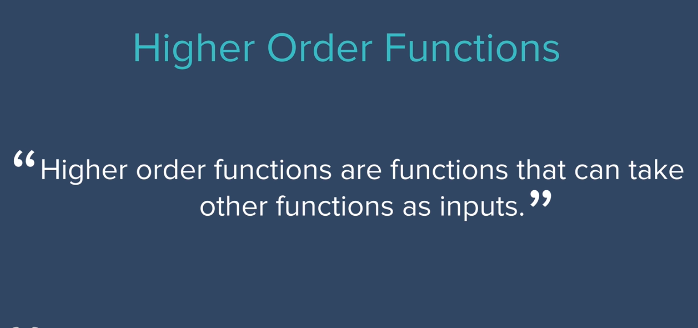 Higher Order Functions
“Higher order functions are functions that can take
other functions as inputs.”